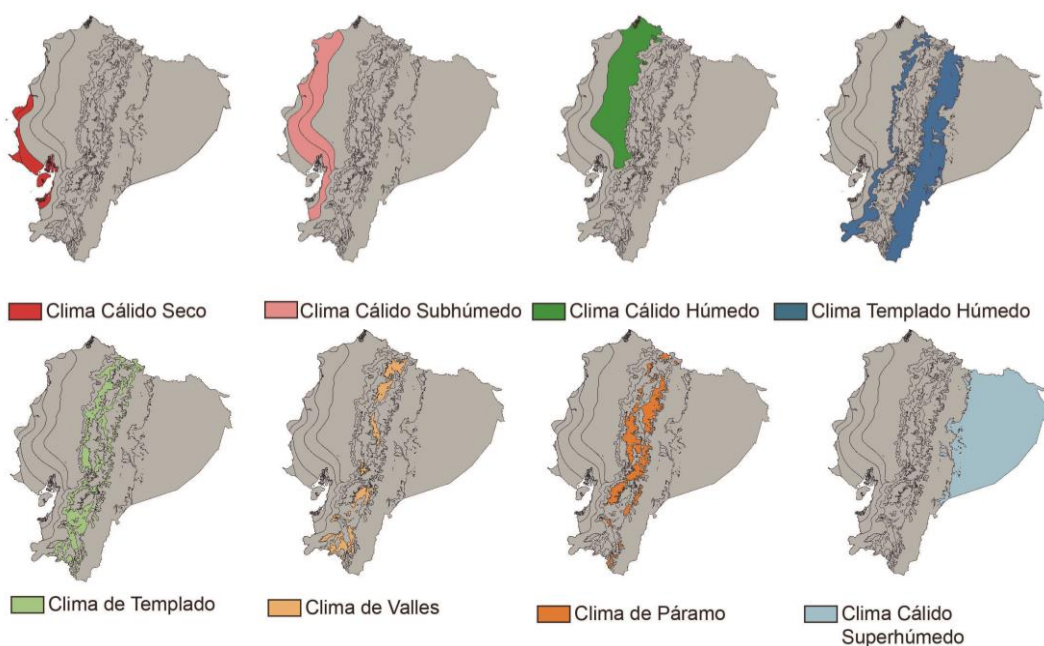 Clima Cálido Seco
Clima Cálido Subhúmedo
Clima Cálido Húmedo
Clima Templado Húmedo
Clima de Templado
Clima de Valles
Clima de Páramo
Clima Cálido
Superhúmedo